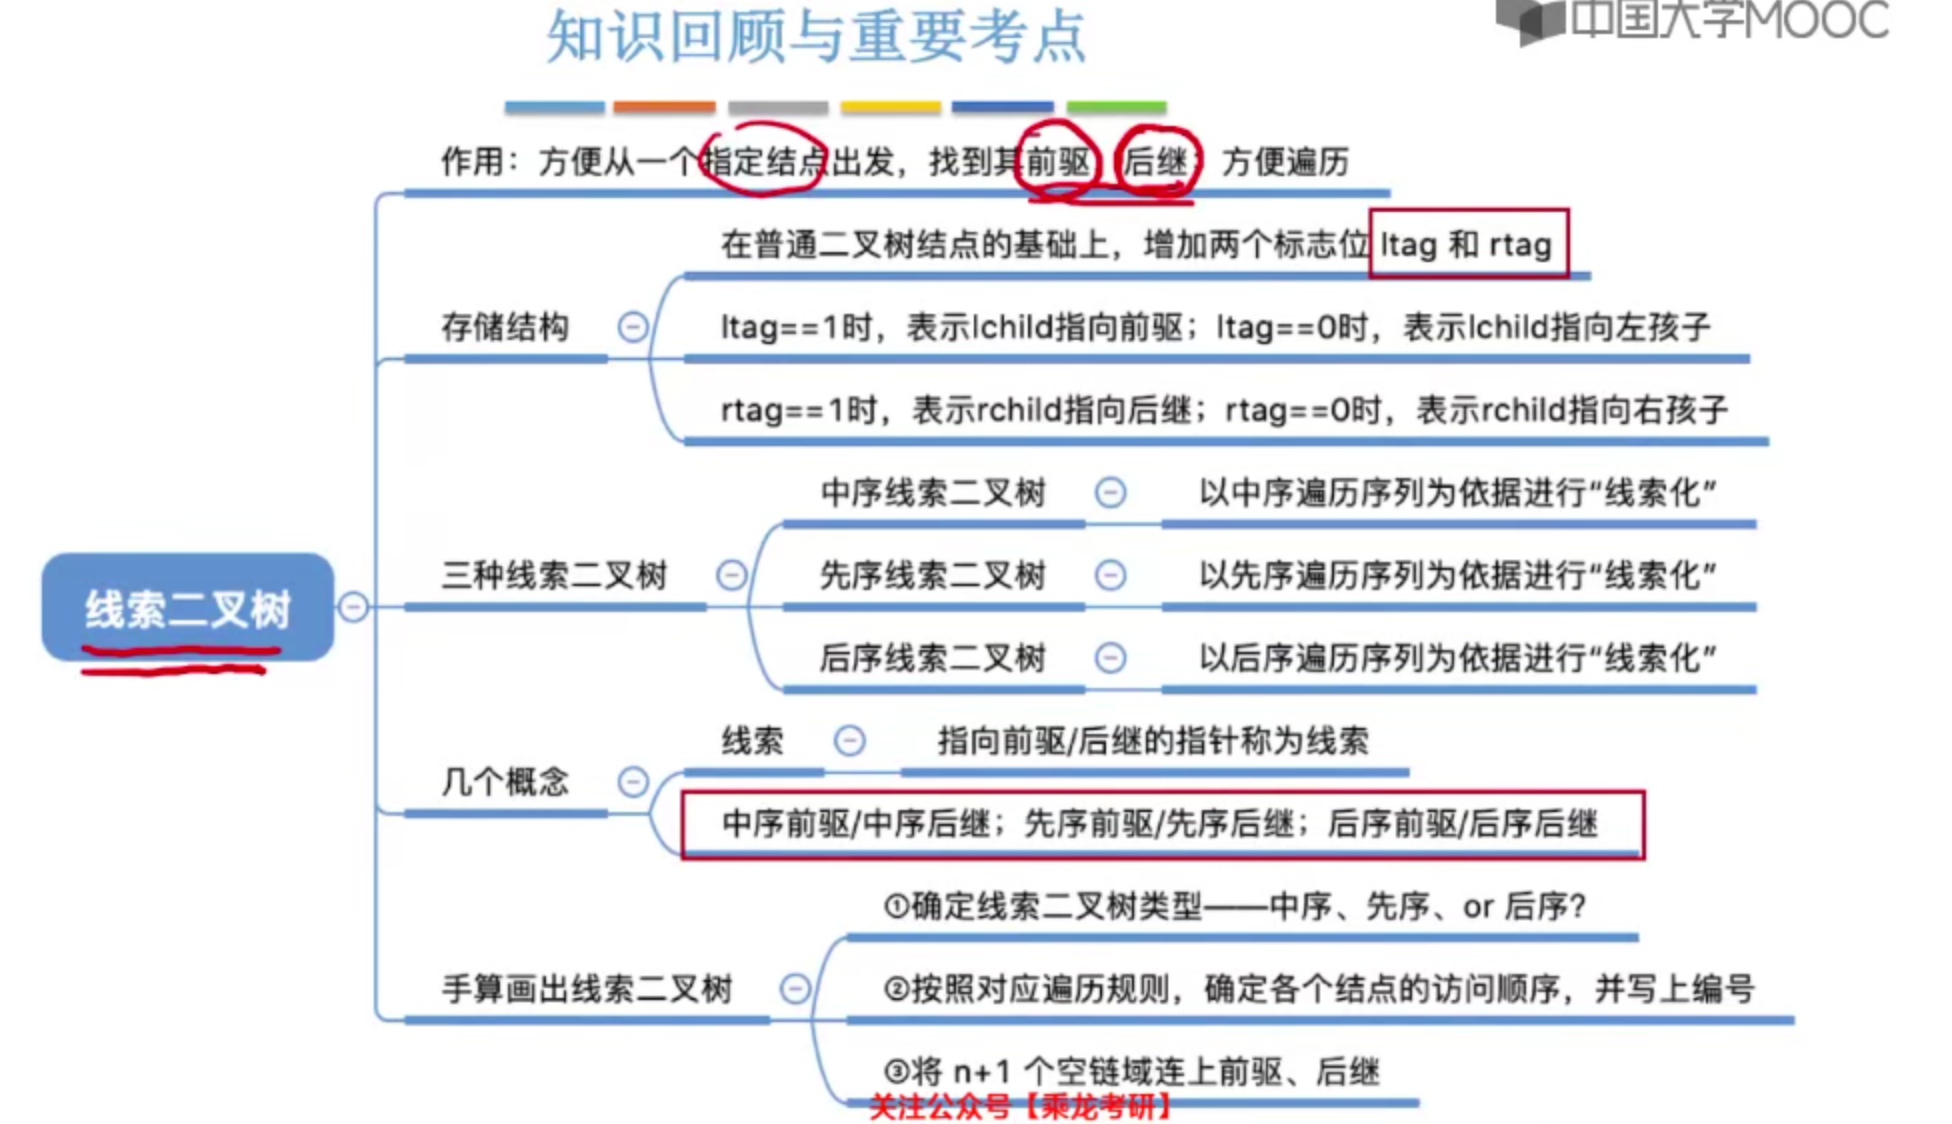 知识回顾与重要考点
中国大学MOOC
作用：方便从一个指定结点出发，找到其前驱、后继；方便遍历
在普通二叉树结点的基础上，增加两个标志位 ltag 和 rtag
存储结构
ltag==1时，表示lchild指向前驱；ltag==0时，表示lchild指向左孩子
rtag==1时，表示rchild指向后继；rtag==0时，表示rchild指向右孩子
线索二叉树
三种线索二叉树
中序线索二叉树
以中序遍历序列为依据进行“线索化”
先序线索二叉树
以先序遍历序列为依据进行“线索化”
后序线索二叉树
以后序遍历序列为依据进行“线索化”
几个概念
线索
指向前驱/后继的指针称为线索
中序前驱/中序后继；先序前驱/先序后继；后序前驱/后序后继
手算画出线索二叉树
①确定线索二叉树类型——中序、先序、or 后序？
②按照对应遍历规则，确定各个结点的访问顺序，并写上编号
③将 n+1 个空链域连上前驱、后继
关注公众号【乘龙考研】